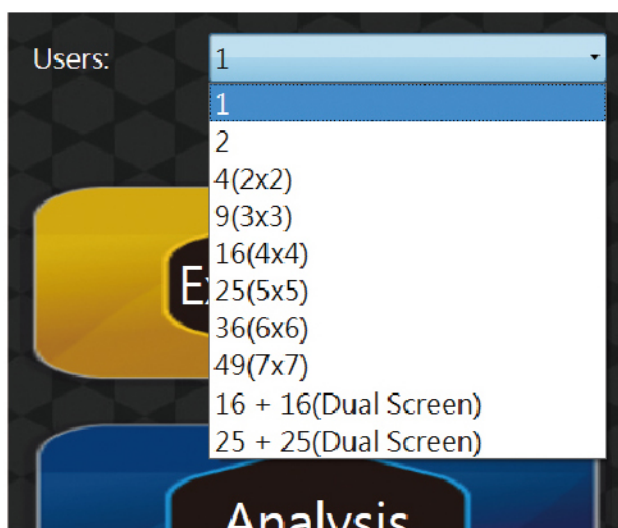 Users: 1
1
2
4(2x2)
9(3x3)
16(4x4)
25(5x5)
36(6x6)
49(7x7)
16 + 16(Dual Screen)
25 + 25(Dual Screen)
Analysis